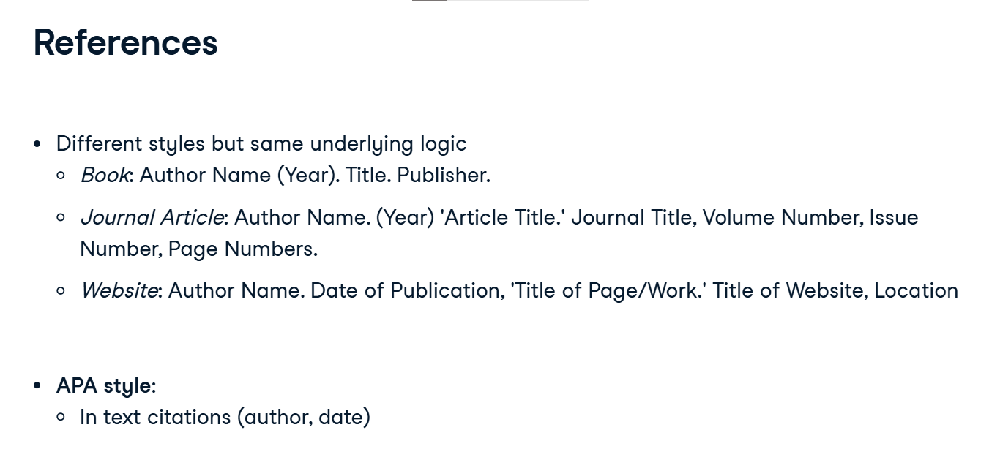 References
• Different styles but same underlying logic
○ Book: Author Name (Year). Title. Publisher.
○ Journal Article: Author Name. (Year) 'Article Title.' Journal Title, Volume Number, Issue
Number, Page Numbers.
○ Website: Author Name. Date of Publication, 'Title of Page/Work.' Title of Website, Location
• APA style:
○ In text citations (author, date)